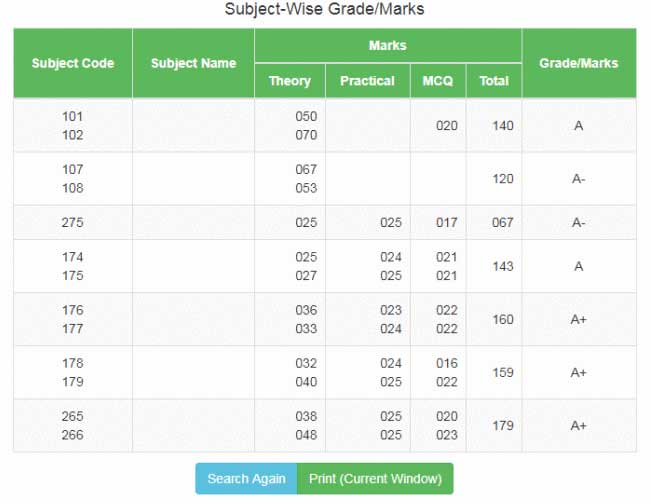 Subject-Wise Grade/Marks
Subject Code Subject Name Marks Grade/Marks
Theory Practical MCQ Total
101 050
020 140 A
102 070
107 067
120 A-
108 053
275 025 025 017 067 A-
174 025 024 021
143 A
175 027 025 021
176 036 023 022
160 A+
177 033 024 022
178 032 024 016
159 A+
179 040 025 022
265 038 025 020
179 A+
266 048 025 023
Search Again Print (Current Window)